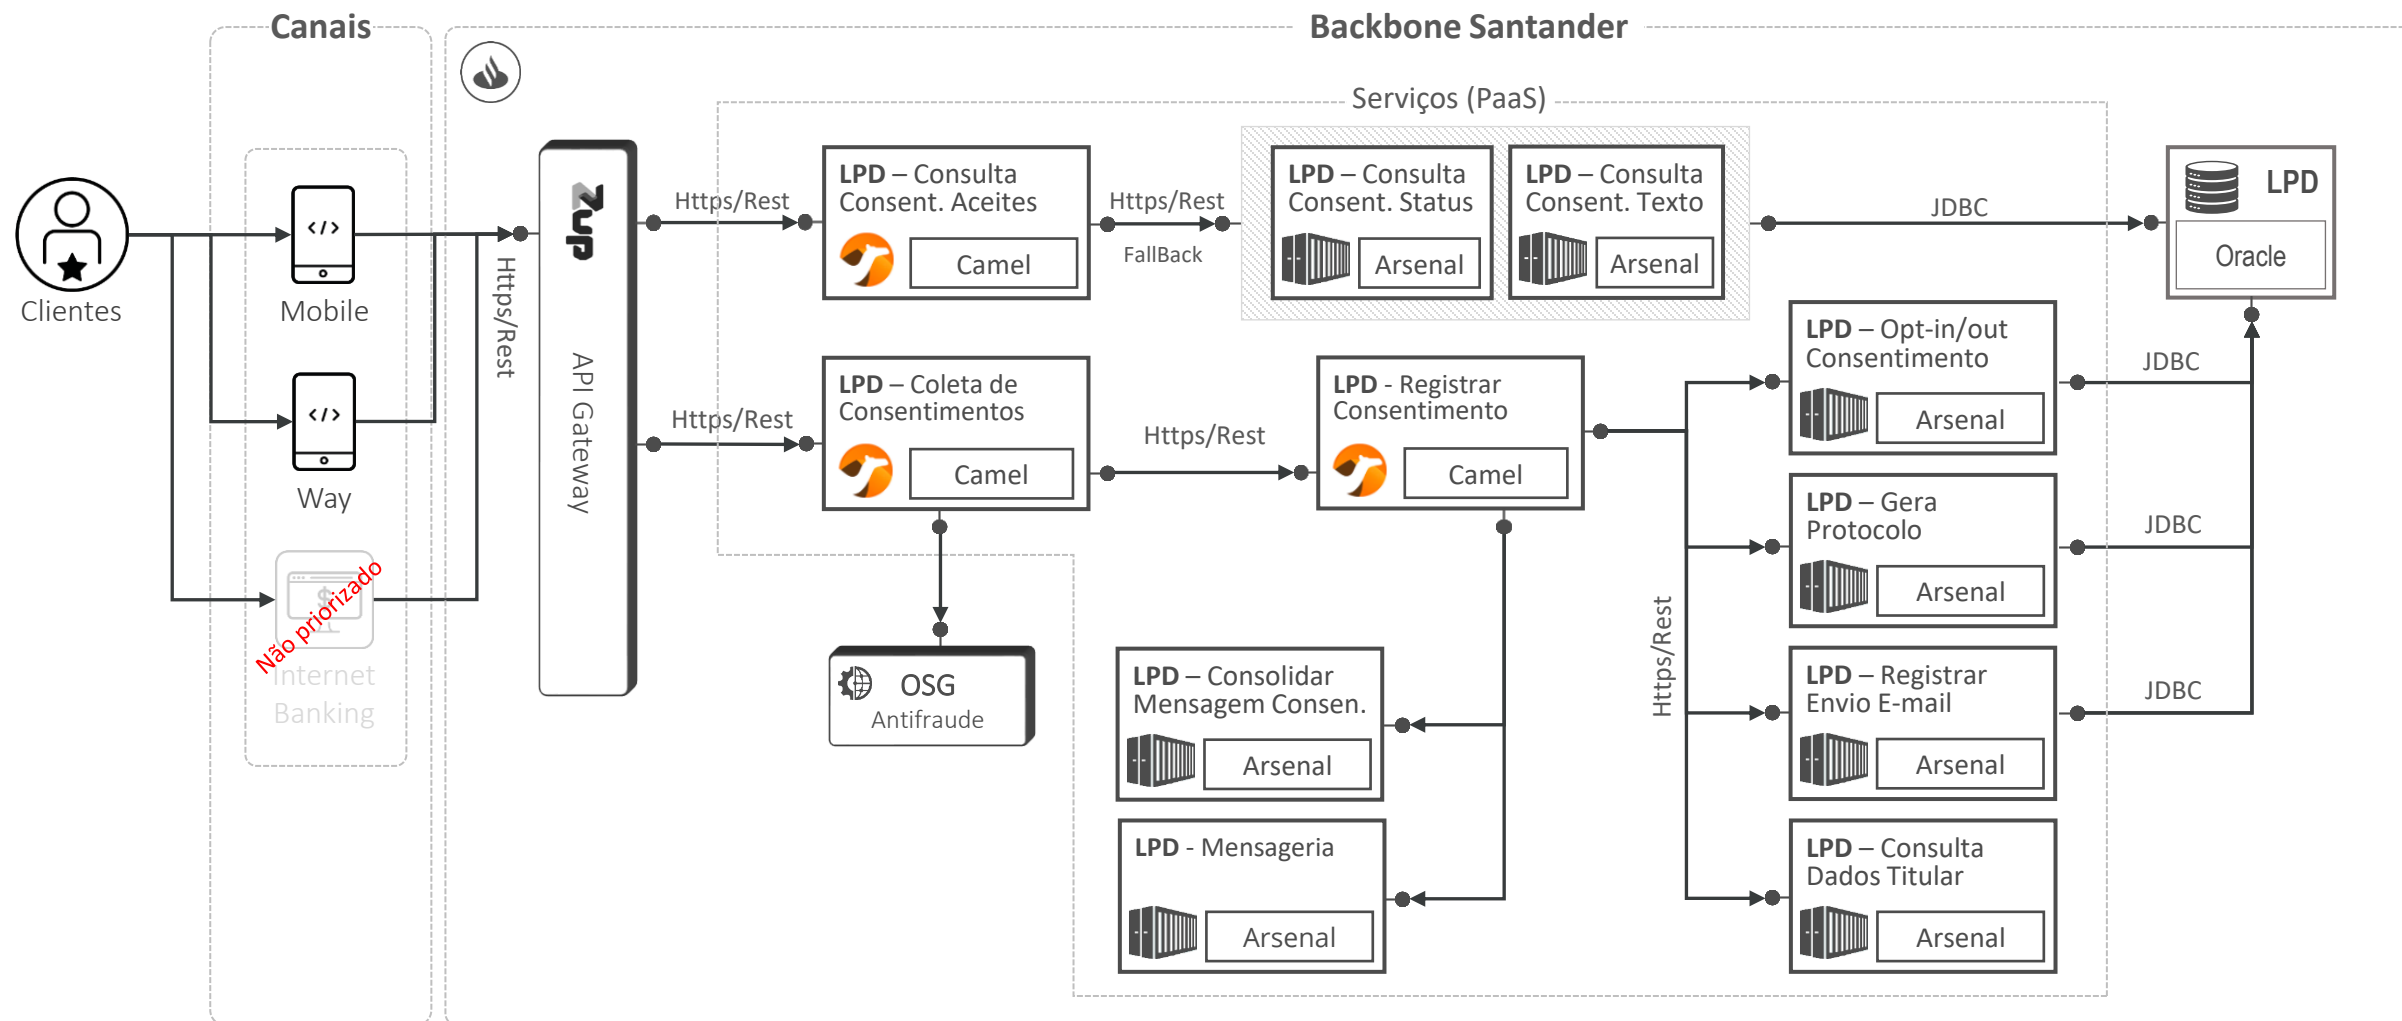 Canais
Backbone Santander
Serviços (PaaS)
Clientes
Mobile
Way
Não priorizado
Internet
Banking
Https/Rest
zup
API Gateway
Https/Rest
LPD – Consulta
Consent. Aceites
Camel
Https/Rest
FallBack
LPD – Consulta
Consent. Status
Arsenal
LPD – Consulta
Consent. Texto
Arsenal
JDBC
LPD
Oracle
Https/Rest
LPD – Coleta de
Consentimentos
Camel
Https/Rest
LPD - Registrar
Consentimento
Camel
OSG
Antifraude
LPD – Consolidar
Mensagem Consen.
Arsenal
LPD - Mensageria
Arsenal
Https/Rest
LPD – Opt-in/out
Consentimento
Arsenal
JDBC
LPD – Gera
Protocolo
Arsenal
JDBC
LPD – Registrar
Envio E-mail
Arsenal
JDBC
LPD – Consulta
Dados Titular
Arsenal